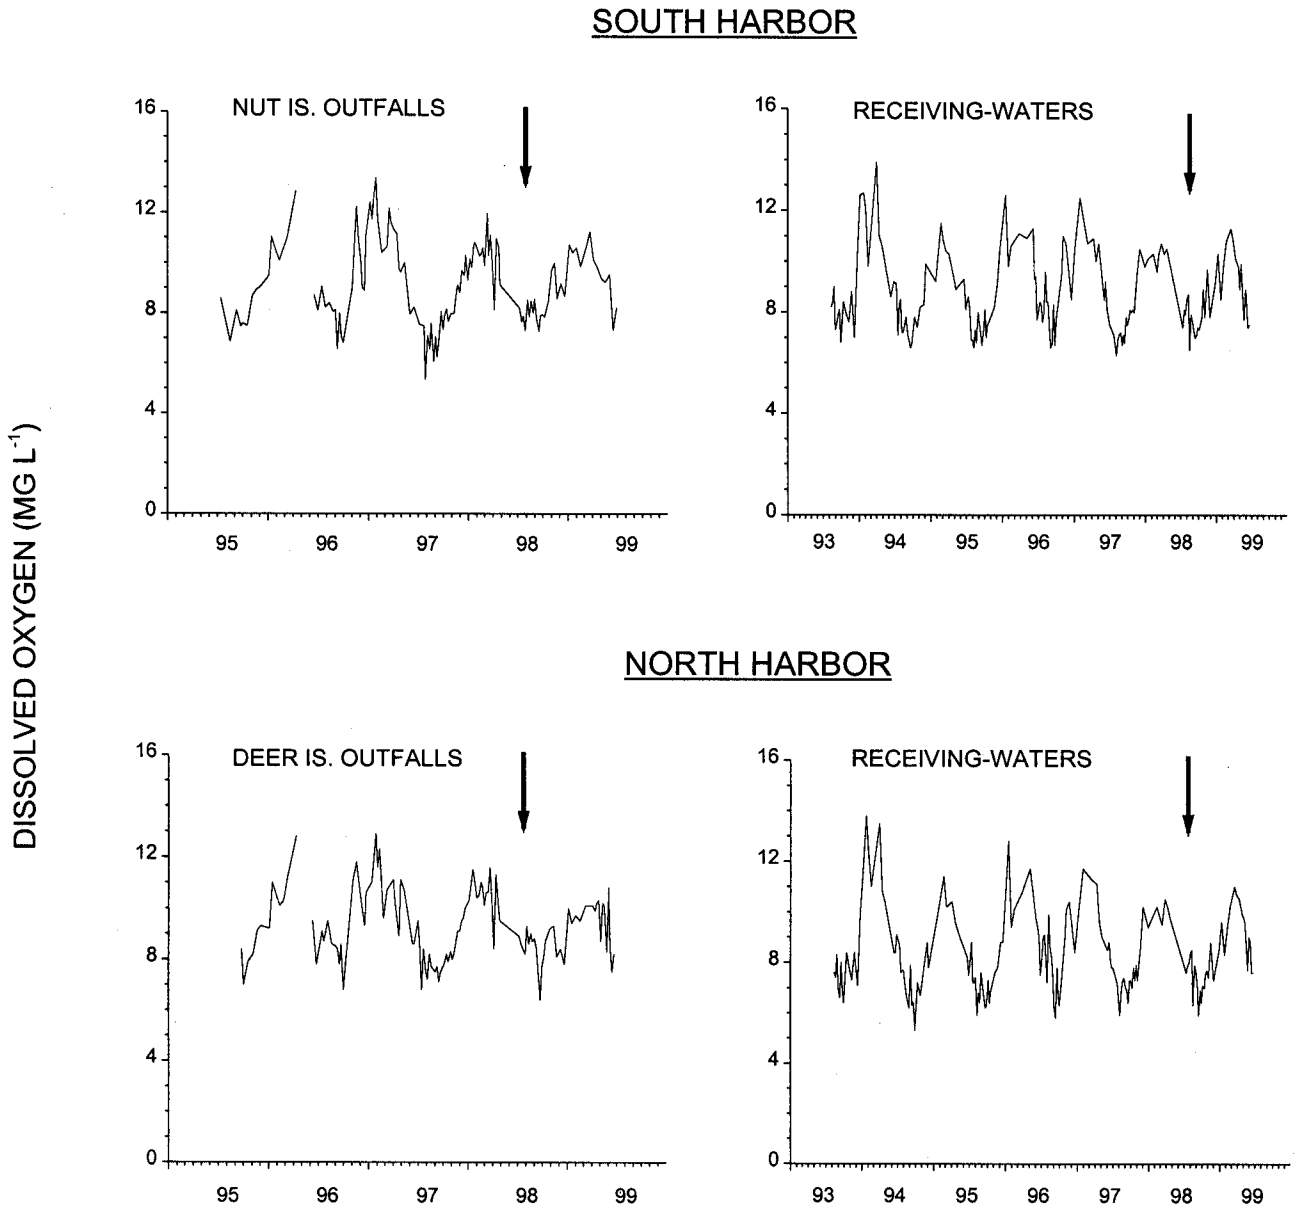 SOUTH HARBOR
NUT IS. OUTFALLS
16
12
8
4
0
95 96 97 98 99
RECEIVING-WATERS
16
12
8
4
0
93 94 95 96 97 98 99
DISSOLVED OXYGEN (MG L-1)
NORTH HARBOR
DEER IS. OUTFALLS
16
12
8
4
0
95 96 97 98 99
RECEIVING-WATERS
16
12
8
4
0
93 94 95 96 97 98 99